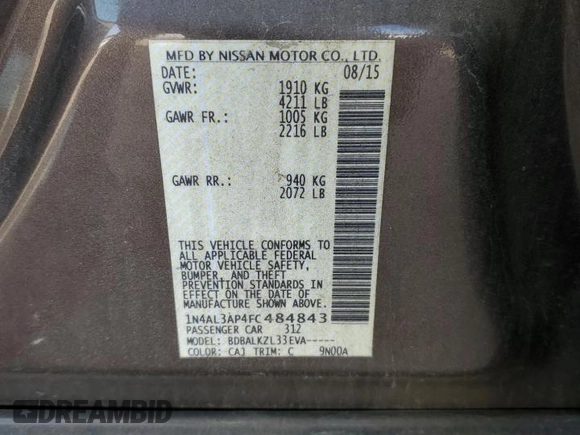 MFD BY NISSAN MOTOR CO., LTD.
DATE: 08/15
GVWR: 1910 KG
4211 LB
GAWR FR.: 1005 KG
2216 LB
GAWR RR.: 940 KG
2072 LB
THIS VEHICLE CONFORMS TO
ALL APPLICABLE FEDERAL
MOTOR VEHICLE SAFETY,
BUMPER, AND THEFT
PREVENTION STANDARDS IN
EFFECT ON THE DATE OF
MANUFACTURE SHOWN ABOVE.
1N4AL3AP4FC484843
PASSENGER CAR 312
MODEL: BDBALKZL33EVA-----
COLOR: CAJ TRIM: C 9N00A
DREAMBID